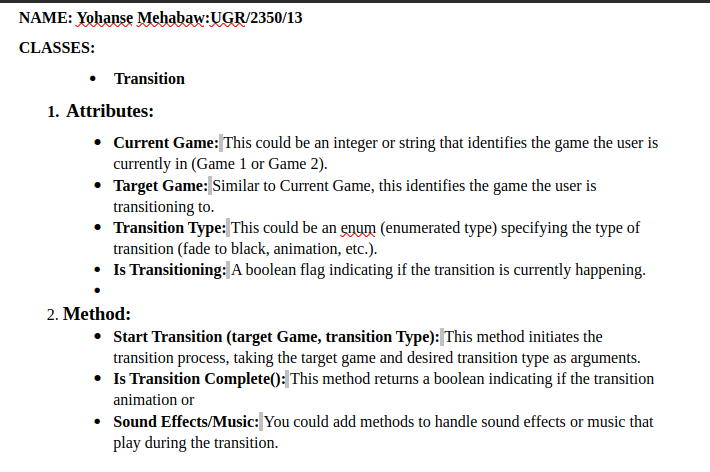 NAME: Yohanse Mehabaw:UGR/2350/13
CLASSES:
• Transition
1. Attributes:
• Current Game: This could be an integer or string that identifies the game the user is
currently in (Game 1 or Game 2).
• Target Game: Similar to Current Game, this identifies the game the user is
transitioning to.
• Transition Type: This could be an enum (enumerated type) specifying the type of
transition (fade to black, animation, etc.).
• Is Transitioning: A boolean flag indicating if the transition is currently happening.
•
2. Method:
• Start Transition (target Game, transition Type): This method initiates the
transition process, taking the target game and desired transition type as arguments.
• Is Transition Complete(): This method returns a boolean indicating if the transition
animation or
• Sound Effects/Music: You could add methods to handle sound effects or music that
play during the transition.